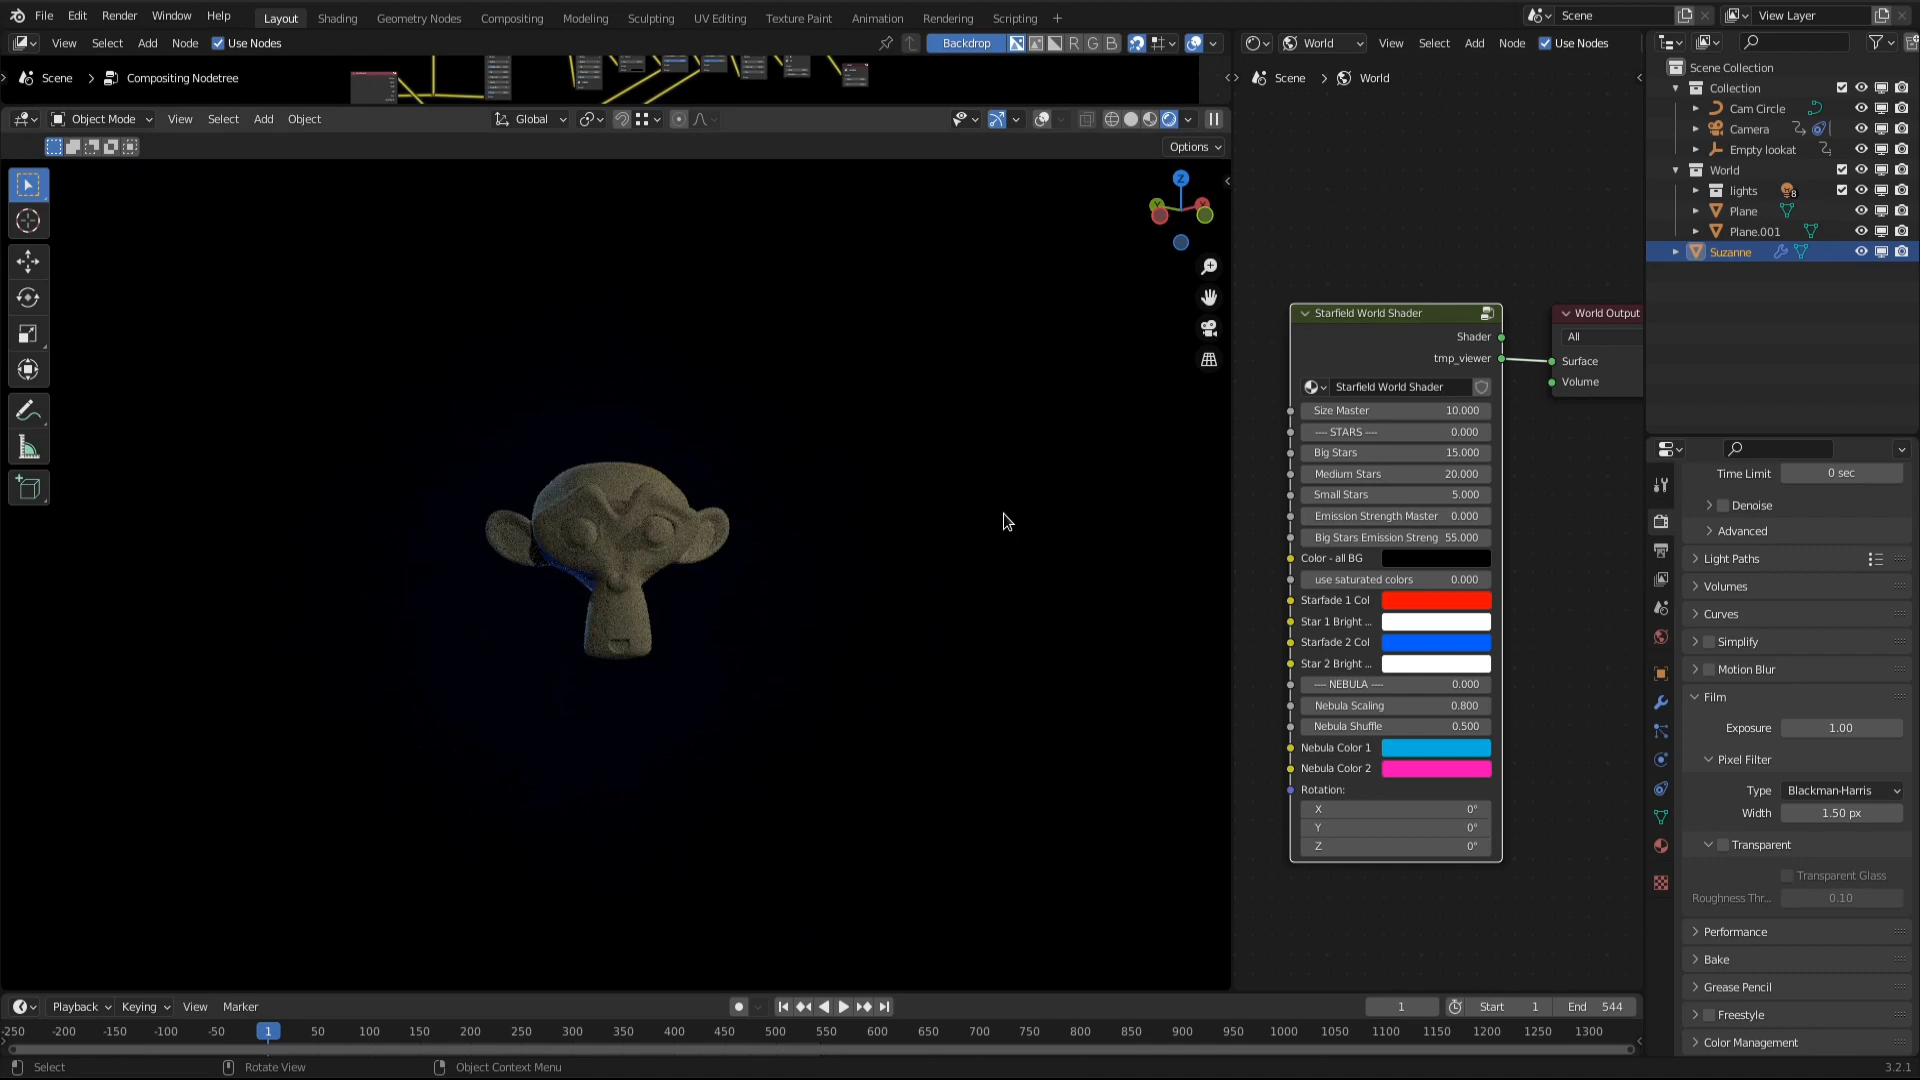 File Edit Render Window Help Layout Shading Geometry Nodes Compositing Modeling Sculpting UV Editing Texture Paint Animation Rendering Scripting + Scene View Layer
View Select Add Node Use Nodes Backdrop R G B World View Select Add Node Use Nodes
Scene > Compositing Nodetree
Scene > World
Object Mode View Select Add Object Global
Options
Z
Scene Collection
Collection
Cam Circle
Camera
Empty lookat
World
lights 8
Plane
Plane.001
Suzanne
Starfield World Shader
Shader
tmp_viewer
Starfield World Shader
Size Master 10.000
---- STARS ---- 0.000
Big Stars 15.000
Medium Stars 20.000
Small Stars 5.000
Emission Strength Master 0.000
Big Stars Emission Streng 55.000
Color - all BG
use saturated colors 0.000
Starfade 1 Col
Star 1 Bright ...
Starfade 2 Col
Star 2 Bright ...
---- NEBULA ---- 0.000
Nebula Scaling 0.800
Nebula Shuffle 0.500
Nebula Color 1
Nebula Color 2
Rotation:
X 0°
Y 0°
Z 0°
World Output
All
Surface
Volume
Time Limit 0 sec
Denoise
Advanced
Light Paths
Volumes
Curves
Simplify
Motion Blur
Film
Exposure 1.00
Pixel Filter
Type Blackman-Harris
Width 1.50 px
Transparent
Transparent Glass
Roughness Thr... 0.10
Performance
Bake
Grease Pencil
Freestyle
Color Management
Playback Keying View Marker 1 Start 1 End 544
-250 -200 -150 -100 -50 1 50 100 150 200 250 300 350 400 450 500 550 600 650 700 750 800 850 900 950 1000 1050 1100 1150 1200 1250 1300
Select Rotate View Object Context Menu 3.2.1